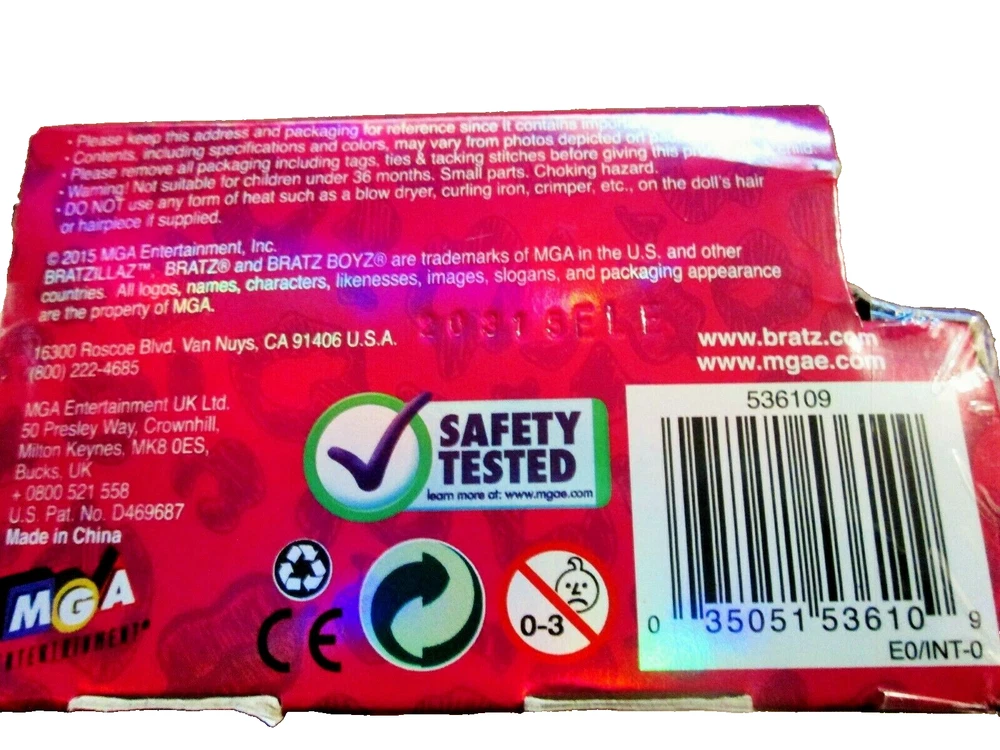 • Please keep this address and packaging for reference since it contains
• Contents, including specifications and colors, may vary from photos depicted on
• Please remove all packaging including tags, ties & tacking stitches before giving this
• Warning! Not suitable for children under 36 months. Small parts. Choking hazard.
• DO NOT use any form of heat such as a blow dryer, curling iron, crimper, etc., on the doll's hair
or hairpiece if supplied.
© 2015 MGA Entertainment, Inc.
BRATZILLAZ™, BRATZ® and BRATZ BOYZ® are trademarks of MGA in the U.S. and other
countries. All logos, names, characters, likenesses, images, slogans, and packaging appearance
are the property of MGA.
16300 Roscoe Blvd. Van Nuys, CA 91406 U.S.A.
(800) 222-4685
www.bratz.com
www.mgae.com
MGA Entertainment UK Ltd.
50 Presley Way, Crownhill,
Milton Keynes, MK8 0ES,
Bucks, UK
+ 0800 521 558
U.S. Pat. No. D469687
Made in China
MGA
ENTERTAINMENT®
SAFETY
TESTED
learn more at: www.mgae.com
CE
0-3
536109
0 35051 53610 9
E0/INT-0